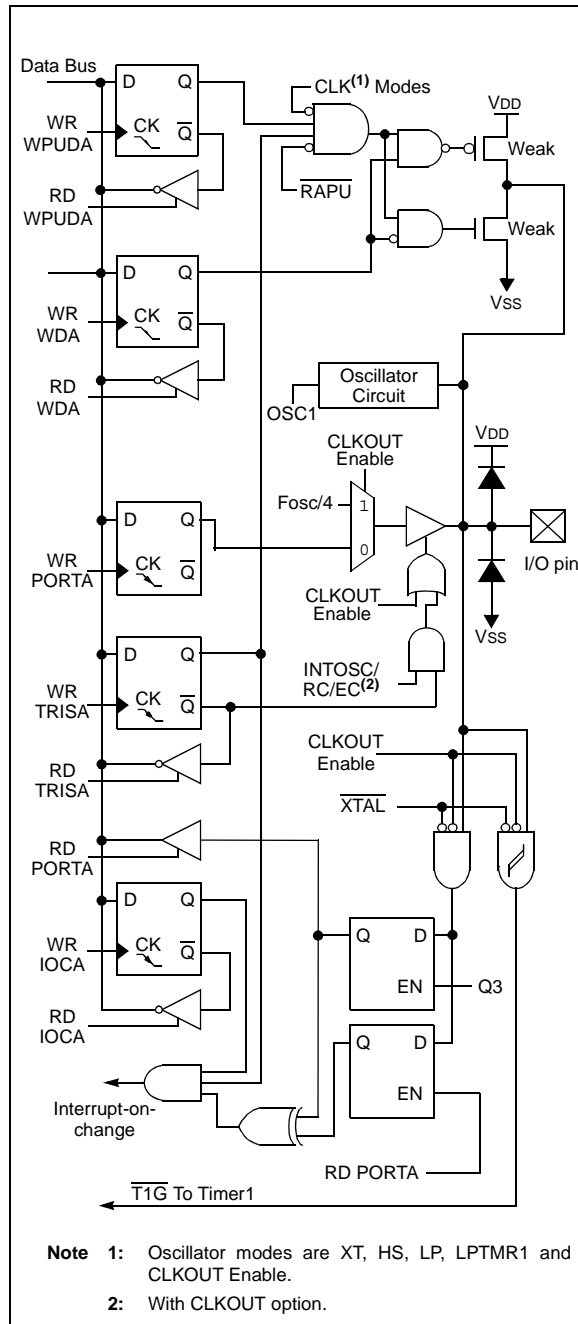 Data Bus
D Q
CLK(1) Modes
VDD
WR
WPUDA
CK
Q
Weak
RD
WPUDA
RAPU
Weak
D Q
VSS
WR
WDA
CK
Q
RD
WDA
Oscillator
Circuit
OSC1
CLKOUT
Enable
VDD
Fosc/4
1
D Q
0
I/O pin
WR
PORTA
CK
Q
CLKOUT
Enable
VSS
D Q
INTOSC/
RC/EC(2)
WR
TRISA
CK
Q
CLKOUT
Enable
RD
TRISA
XTAL
RD
PORTA
D Q
WR
IOCA
CK
Q
Q D
EN
Q3
RD
IOCA
Q D
EN
Interrupt-on-
change
RD PORTA
T1G To Timer1
Note 1: Oscillator modes are XT, HS, LP, LPTMR1 and
CLKOUT Enable.
2: With CLKOUT option.